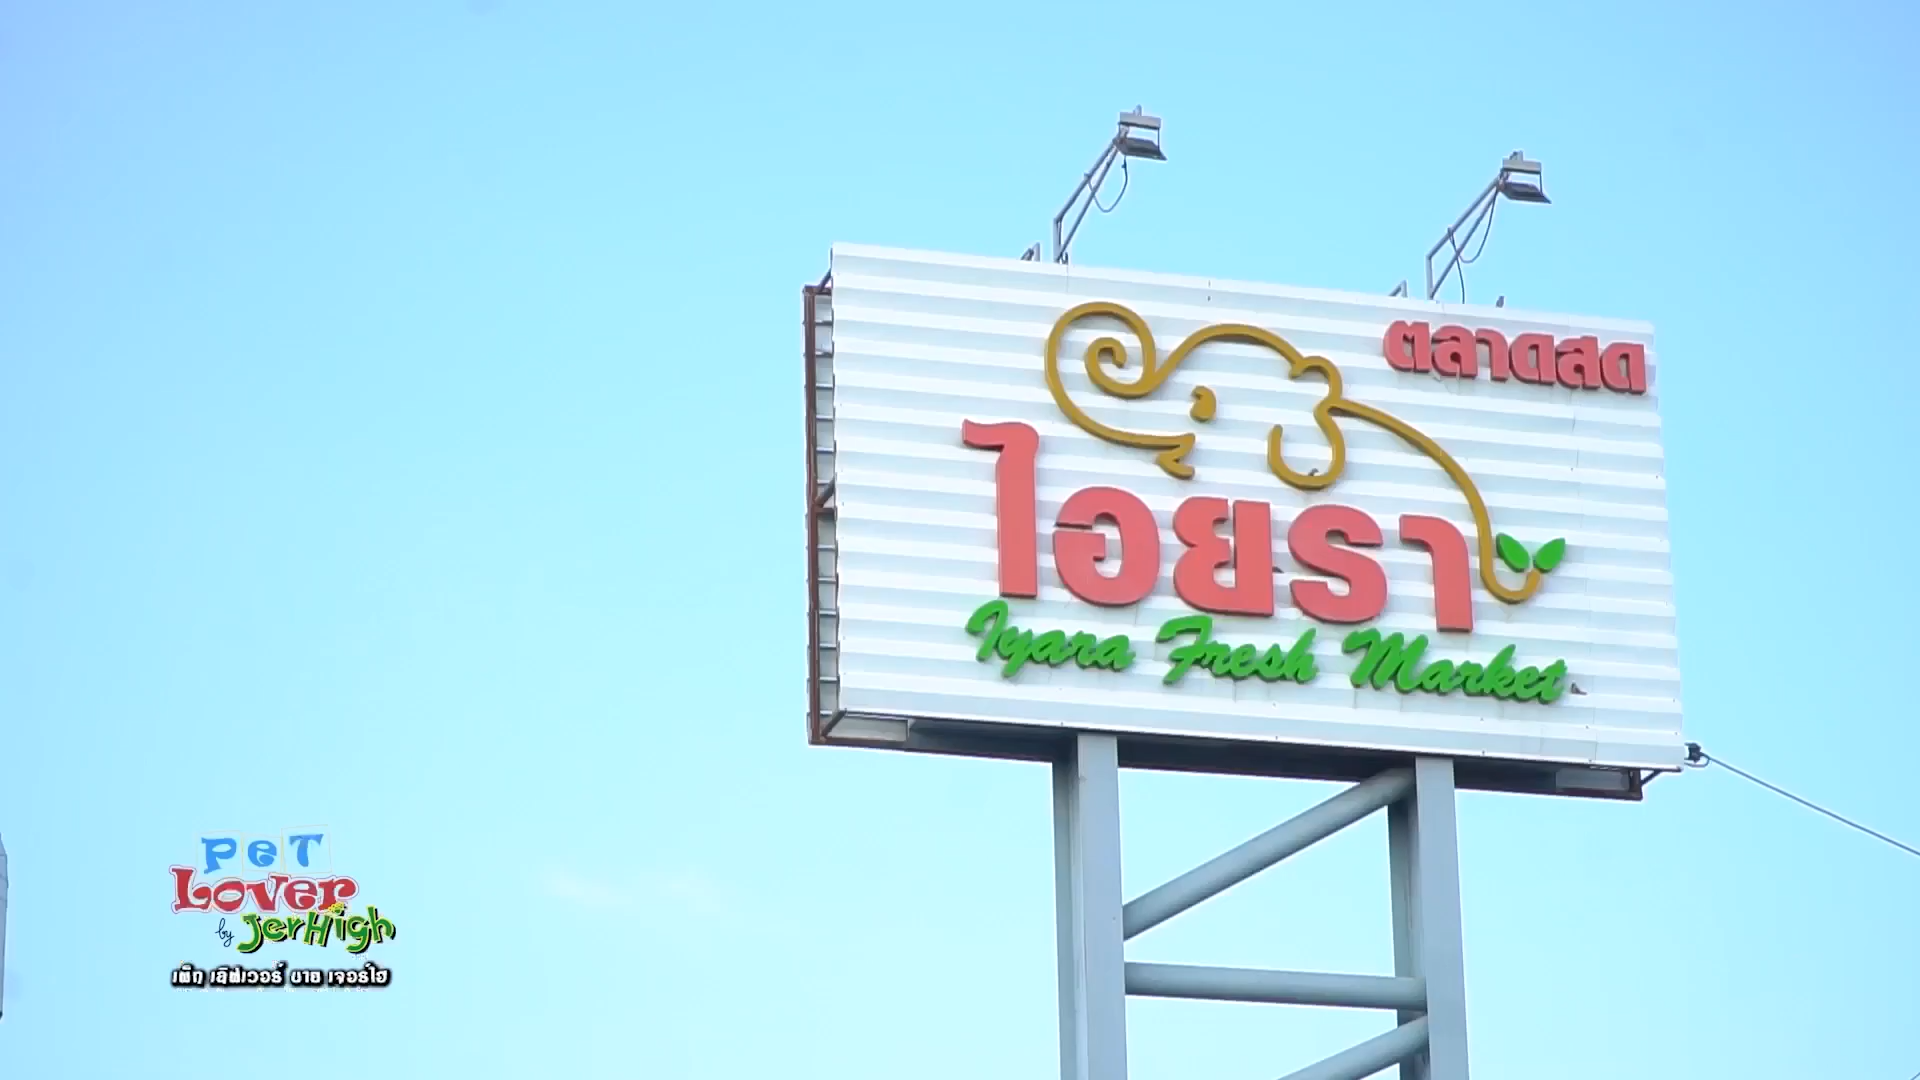 ตลาดสด
ไอยรา
Iyara Fresh Market
Pet
Lover
by JerHigh
เพ็ท เลิฟเวอร์ บาย เจอร์ไฮ